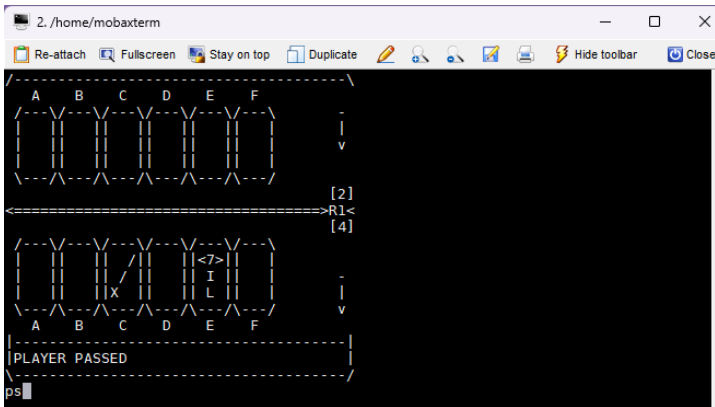 2. /home/mobaxterm
Re-attach Fullscreen Stay on top Duplicate Hide toolbar Close
/--------------------------------------\
A B C D E F
/---\/---\/---\/---\/---\/---\ -
| || || || || || | |
| || || || || || | v
| || || || || || |
\---/\---/\---/\---/\---/\---/
[2]
<===================================>R1<
[4]
/---\/---\/---\/---\/---\/---\
| || || /|| ||<7>|| |
| || || / || || I || | -
| || ||X || || L || | |
\---/\---/\---/\---/\---/\---/ v
A B C D E F
|--------------------------------------|
|PLAYER PASSED |
\--------------------------------------/
ps